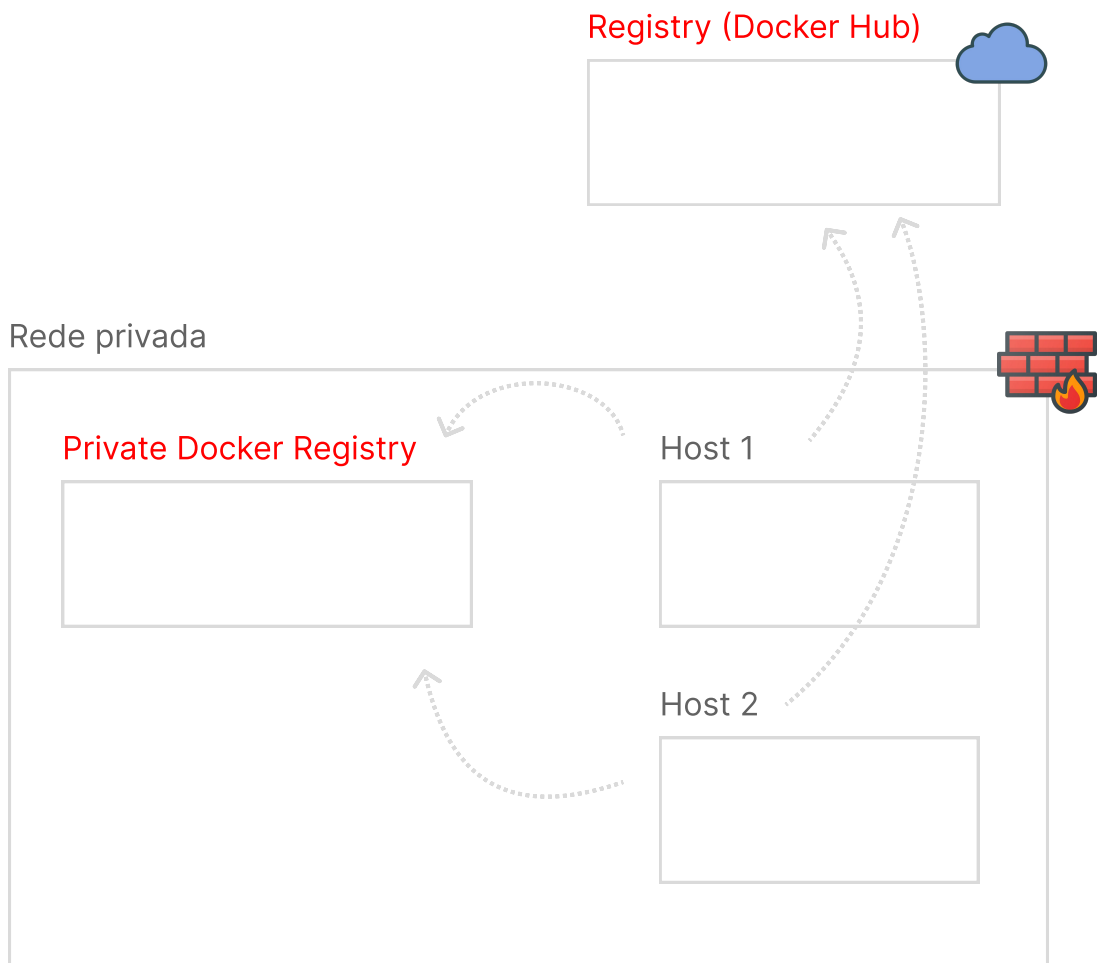 Registry (Docker Hub)
Rede privada
Private Docker Registry
Host 1
Host 2